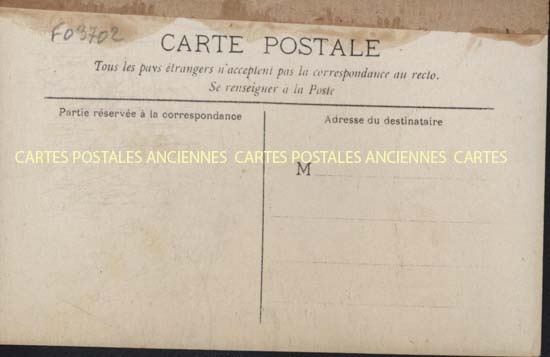 F03702
CARTE POSTALE
Tous les pays étrangers n'acceptent pas la correspondance au recto.
Se renseigner à la Poste
Partie réservée à la correspondance
Adresse du destinataire
CARTES POSTALES ANCIENNES CARTES POSTALES ANCIENNES CARTES
M